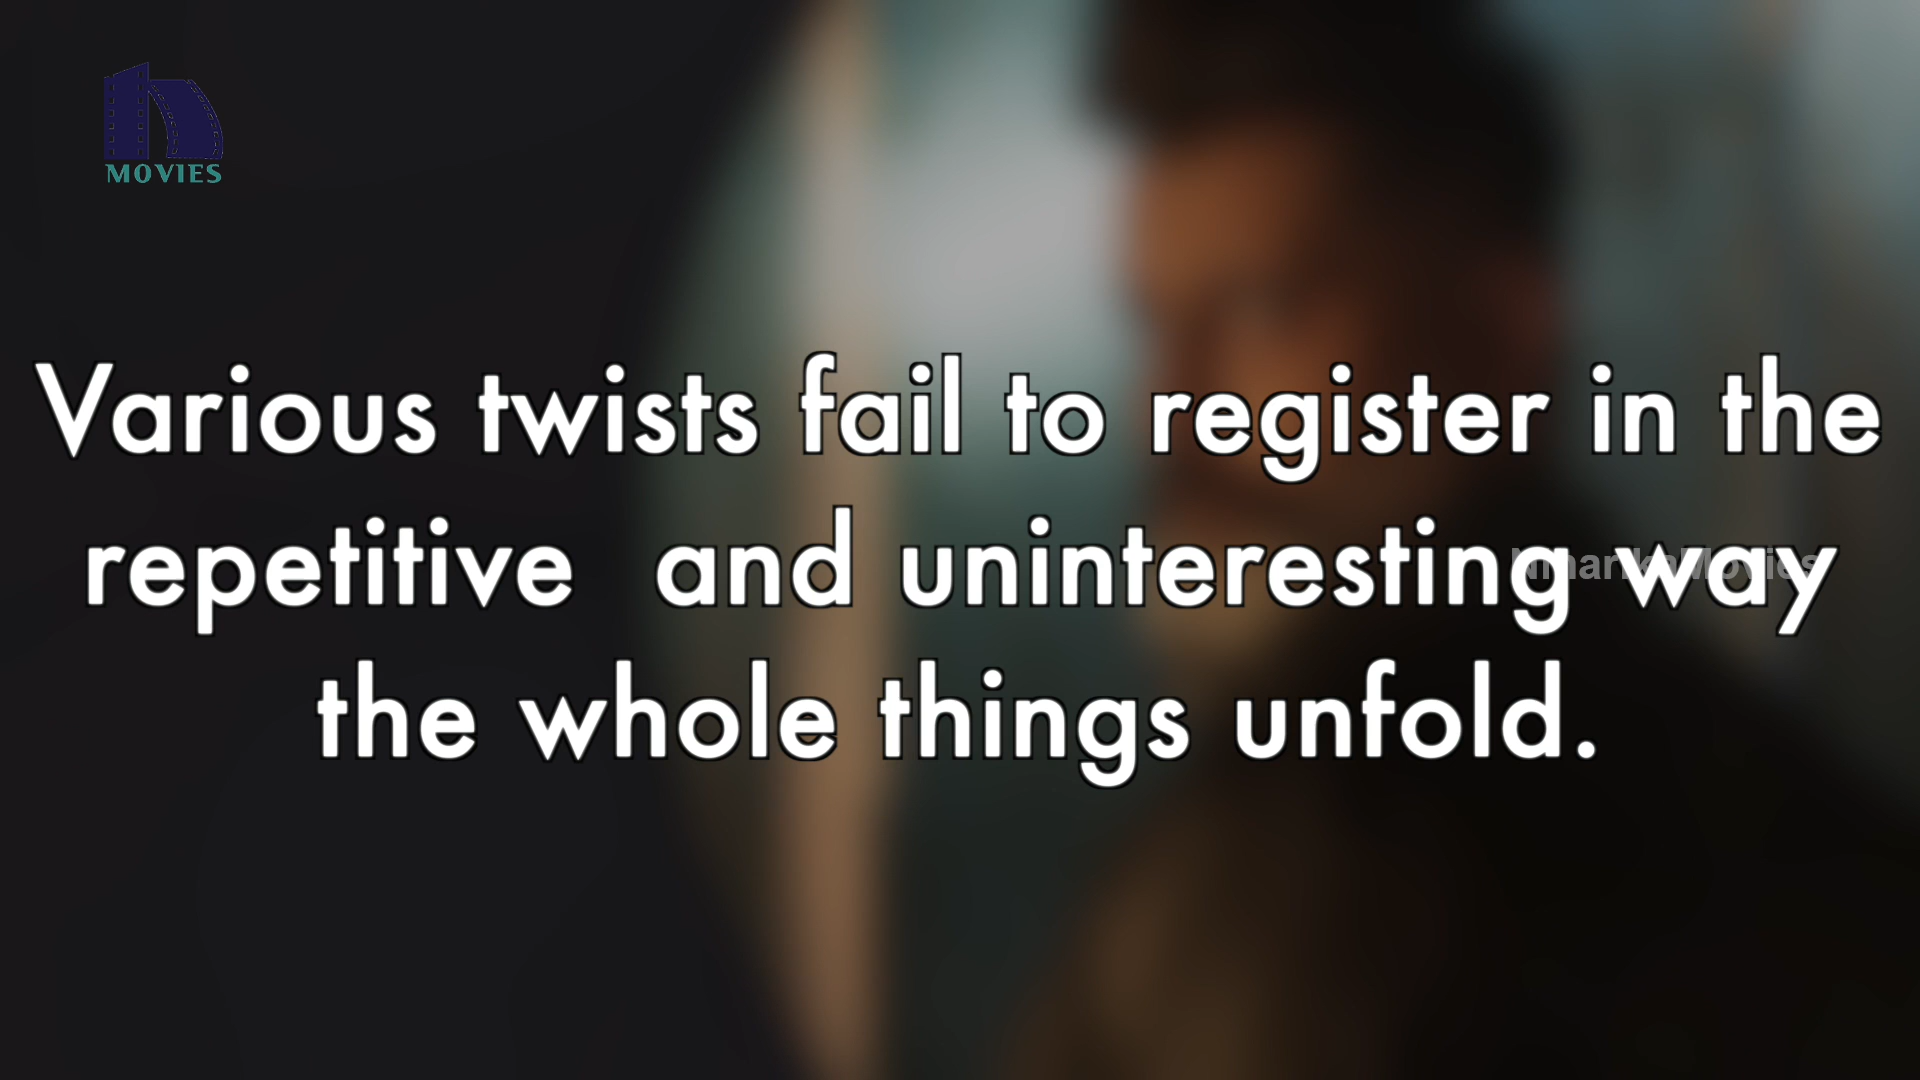 MOVIES
Various twists fail to register in the
repetitive  and uninteresting way
the whole things unfold.